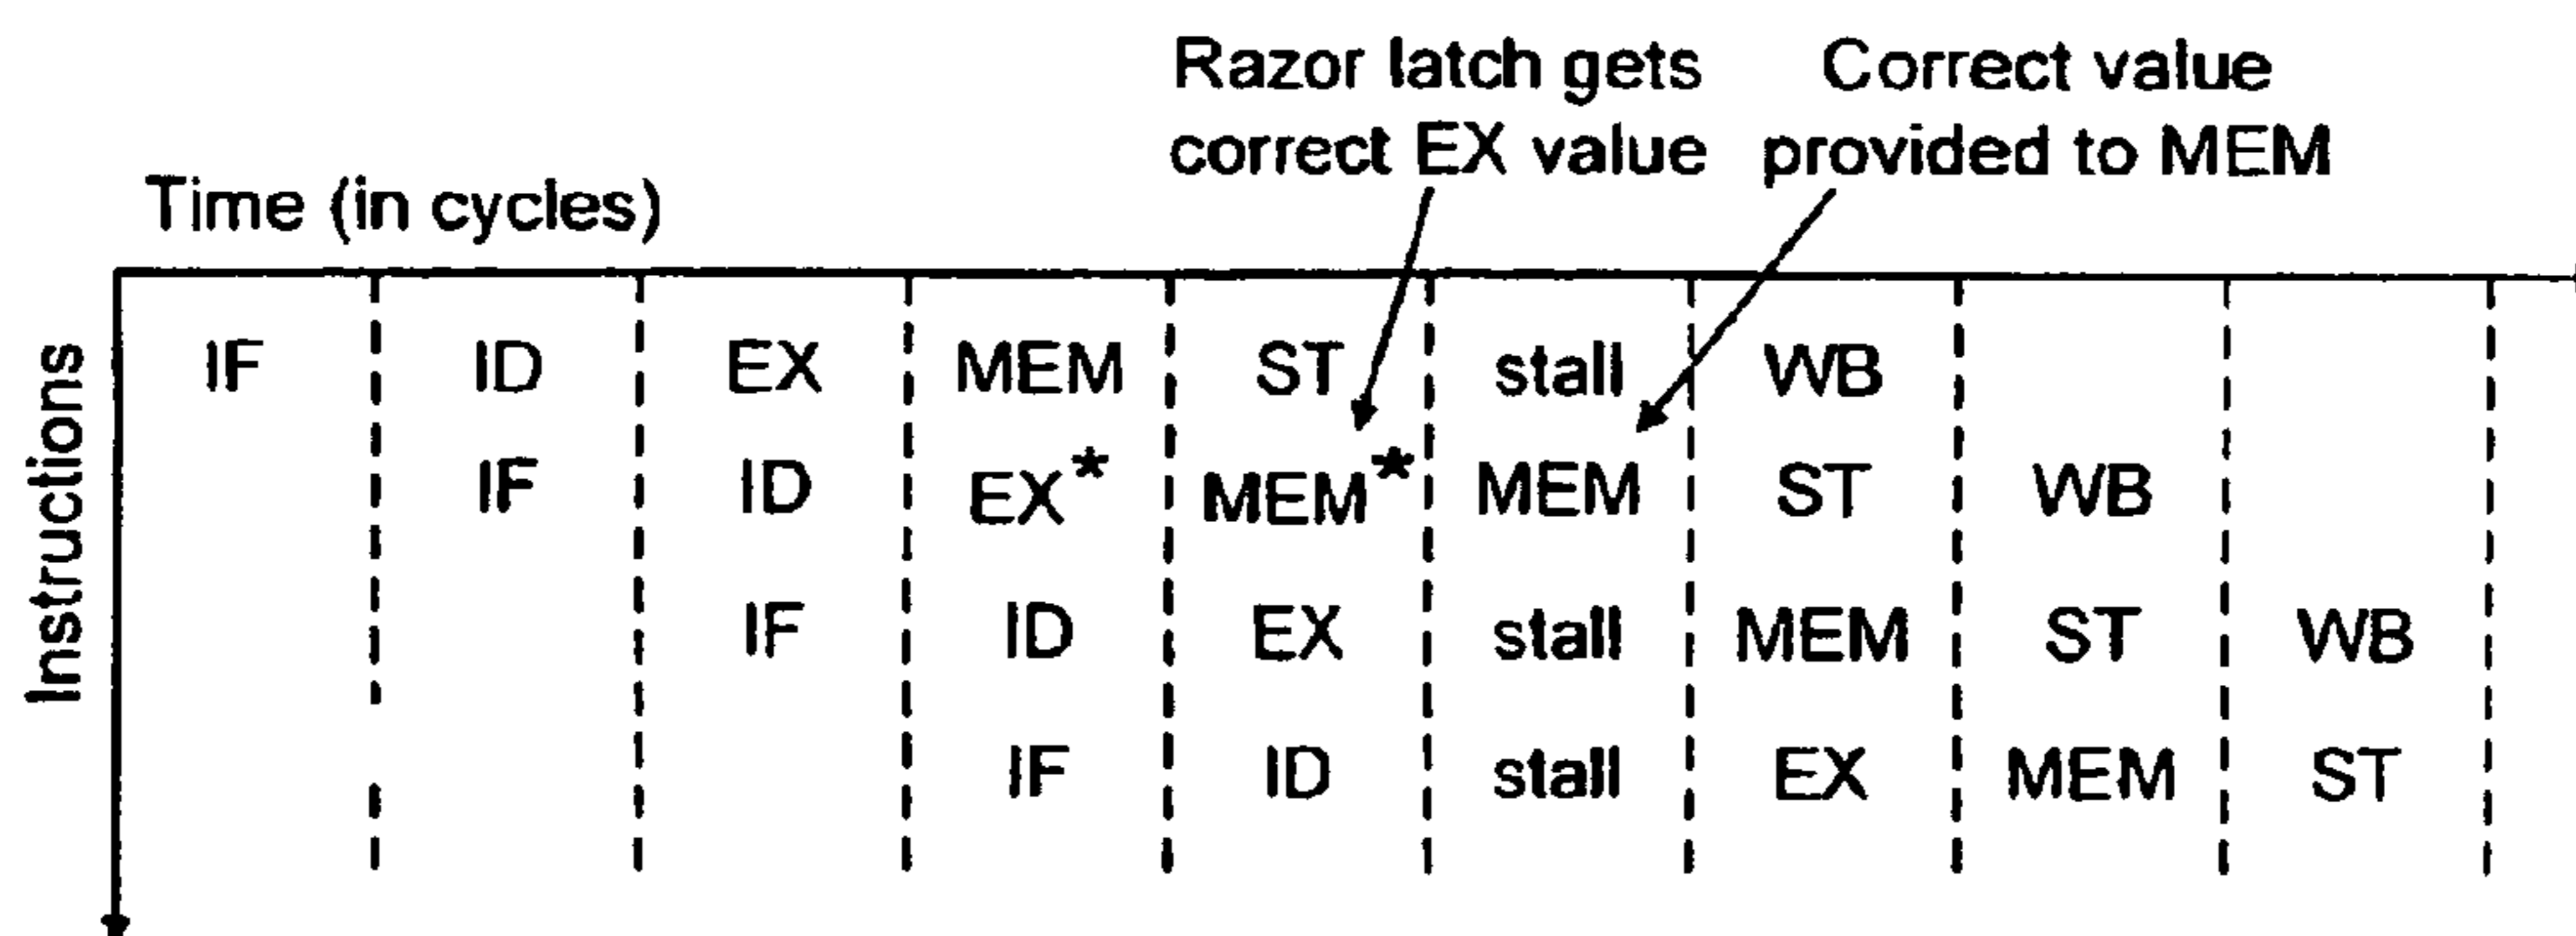 Razor latch gets Correct value
correct EX value provided to MEM
Time (in cycles)
Instructions
IF ID EX MEM ST stall WB
IF ID EX* MEM* MEM ST WB
IF ID EX stall MEM ST WB
IF ID stall EX MEM ST